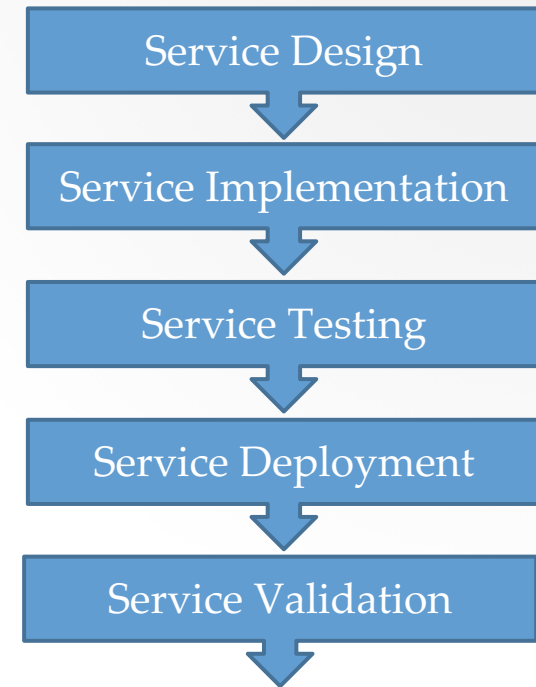 Service Design
Service Implementation
Service Testing
Service Deployment
Service Validation